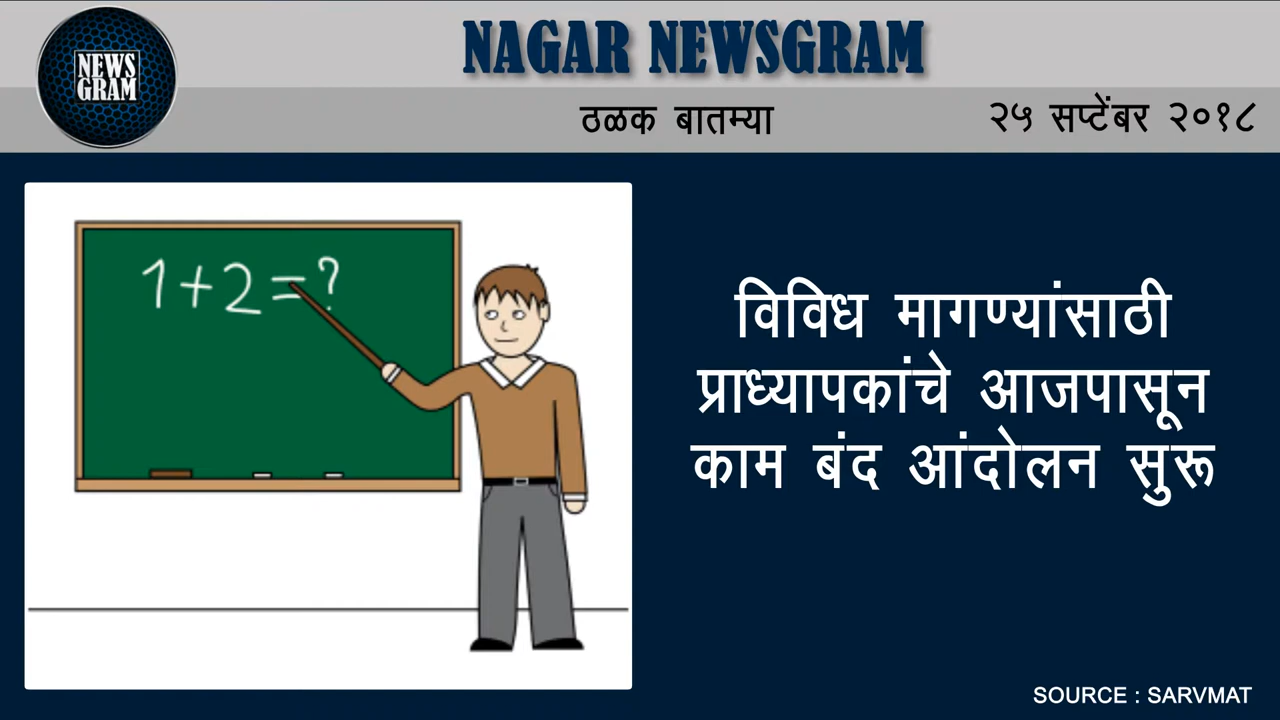 NEWS
GRAM
NAGAR NEWSGRAM
ठळक बातम्या
२५ सप्टेंबर २०१८
1+2=?
विविध मागण्यांसाठी
प्राध्यापकांचे आजपासून
काम बंद आंदोलन सुरू
SOURCE : SARVMAT